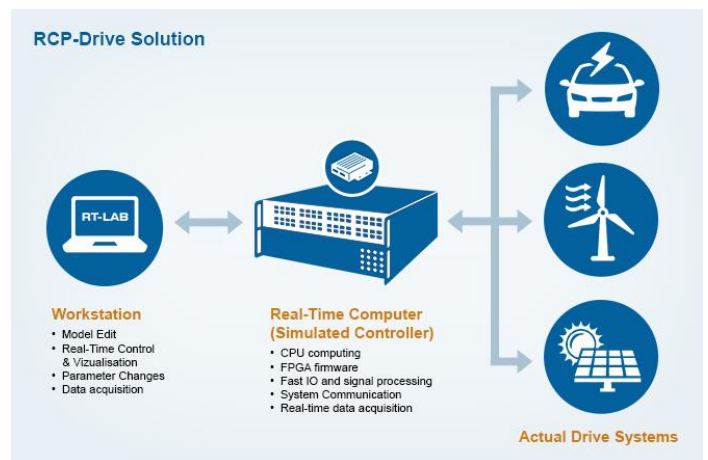 RCP-Drive Solution
RT-LAB
Workstation
• Model Edit
• Real-Time Control
& Vizualisation
• Parameter Changes
• Data acquisition
Real-Time Computer
(Simulated Controller)
• CPU computing
• FPGA firmware
• Fast IO and signal processing
• System Communication
• Real-time data acquisition
Actual Drive Systems